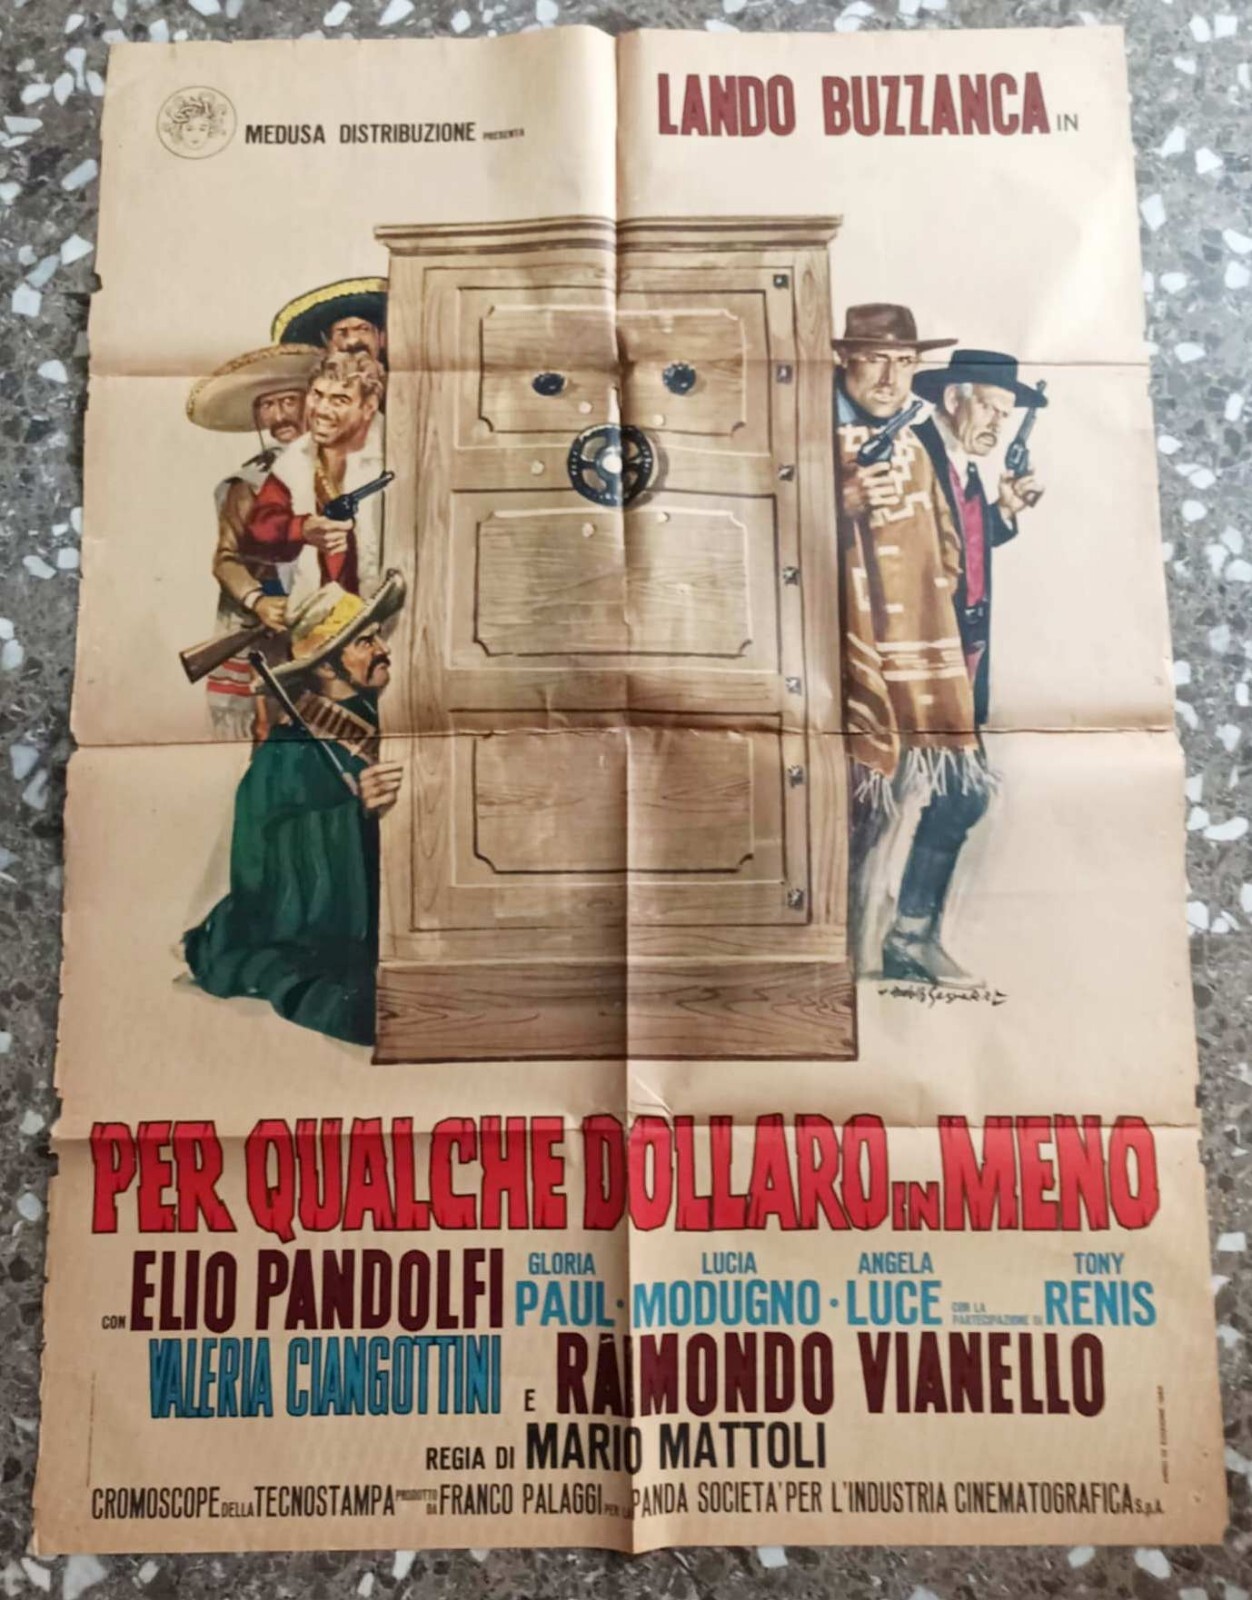 MEDUSA DISTRIBUZIONE PRESENTA
LANDO BUZZANCA IN
PER QUALCHE DOLLARO IN MENO
CON ELIO PANDOLFI GLORIA PAUL · LUCIA MODUGNO · ANGELA LUCE CON LA PARTECIPAZIONE DI TONY RENIS
VALERIA CIANGOTTINI E RAIMONDO VIANELLO
REGIA DI MARIO MATTOLI
CROMOSCOPE DELLA TECNOSTAMPA PRODOTTO DA FRANCO PALAGGI PER LA PANDA SOCIETA' PER L'INDUSTRIA CINEMATOGRAFICA S.p.A.